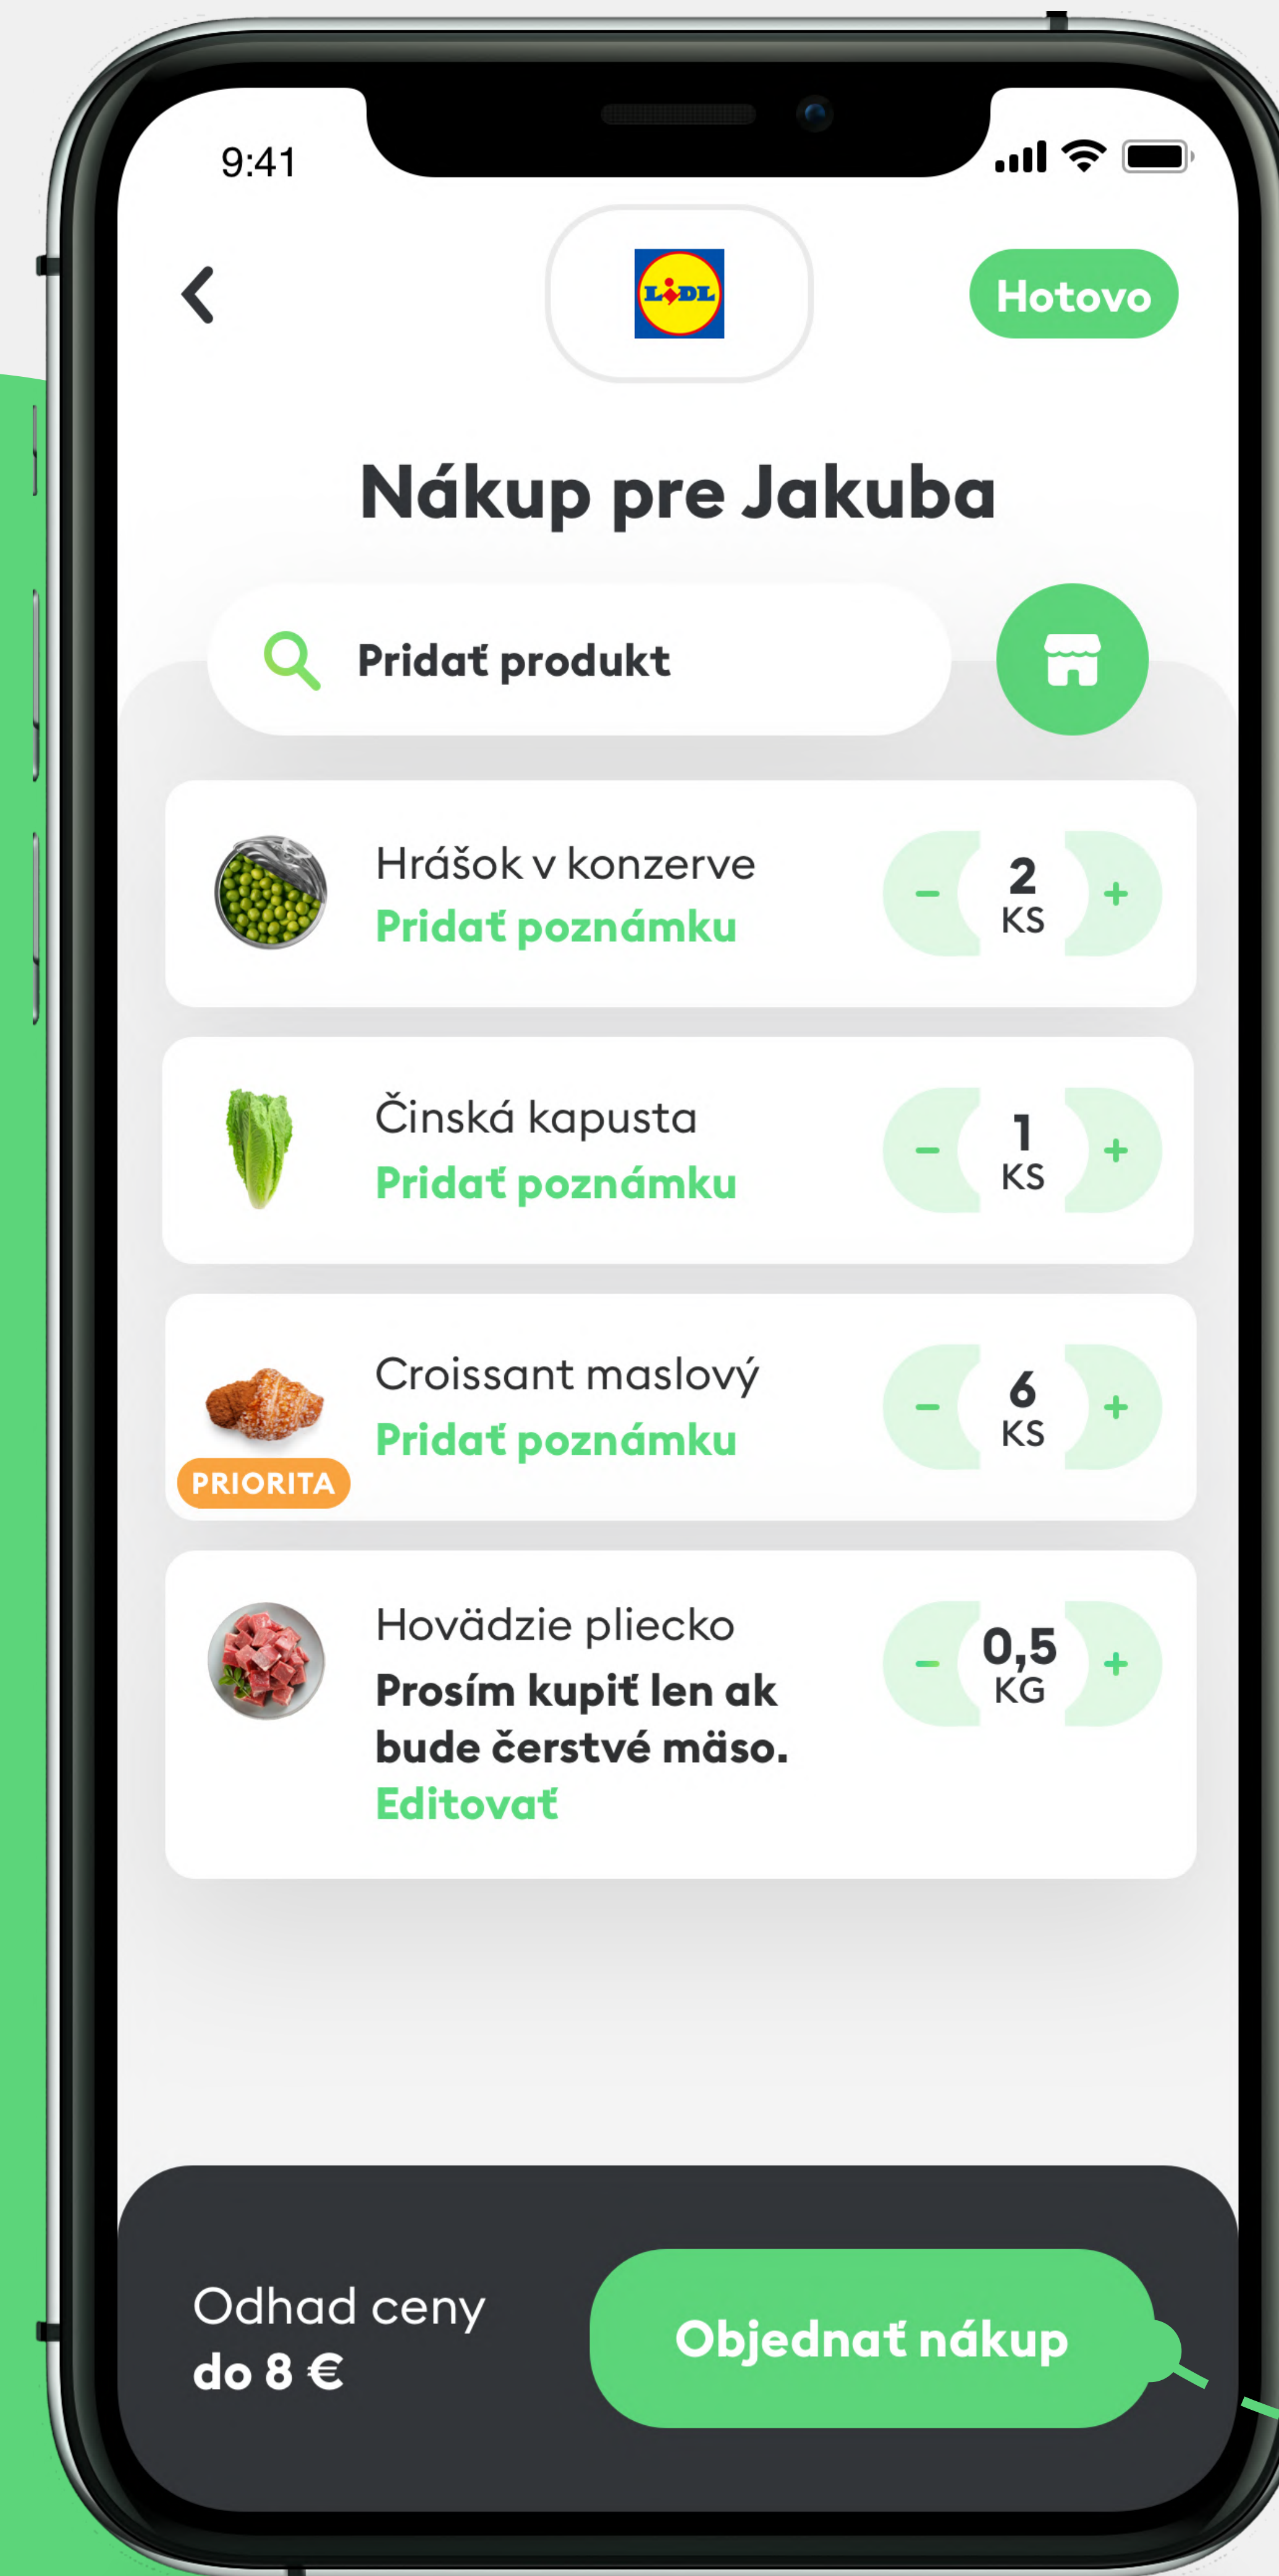 9:41
LIDL
Hotovo
Nákup pre Jakuba
Pridať produkt
Hrášok v konzerve
Pridať poznámku
2
KS
Činská kapusta
Pridať poznámku
1
KS
Croissant maslový
Pridať poznámku
PRIORITA
6
KS
Hovädzie pliecko
Prosím kupiť len ak
bude čerstvé mäso.
Editovať
0,5
KG
Odhad ceny
do 8 €
Objednať nákup